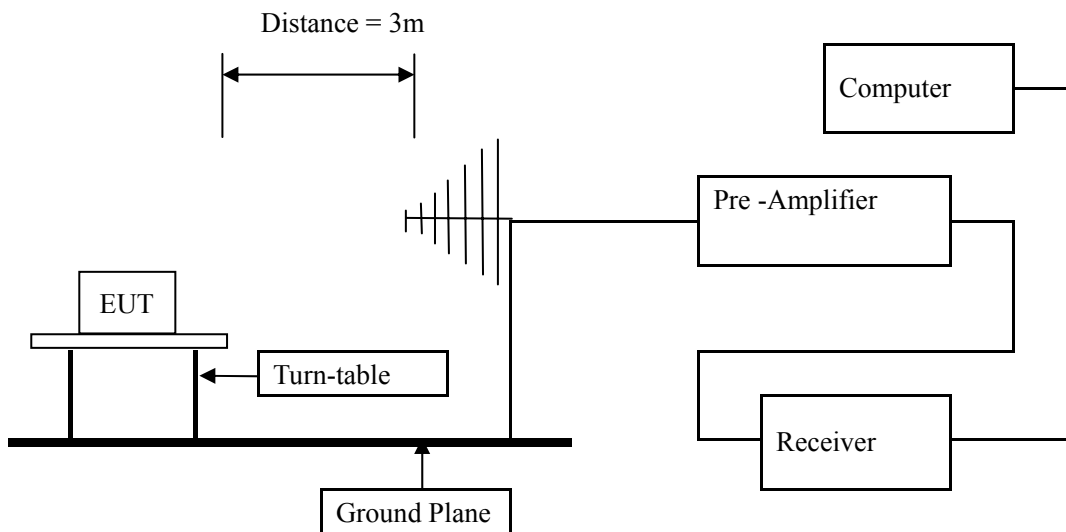 Distance = 3m
Computer
Pre -Amplifier
EUT
Turn-table
Receiver
Ground Plane